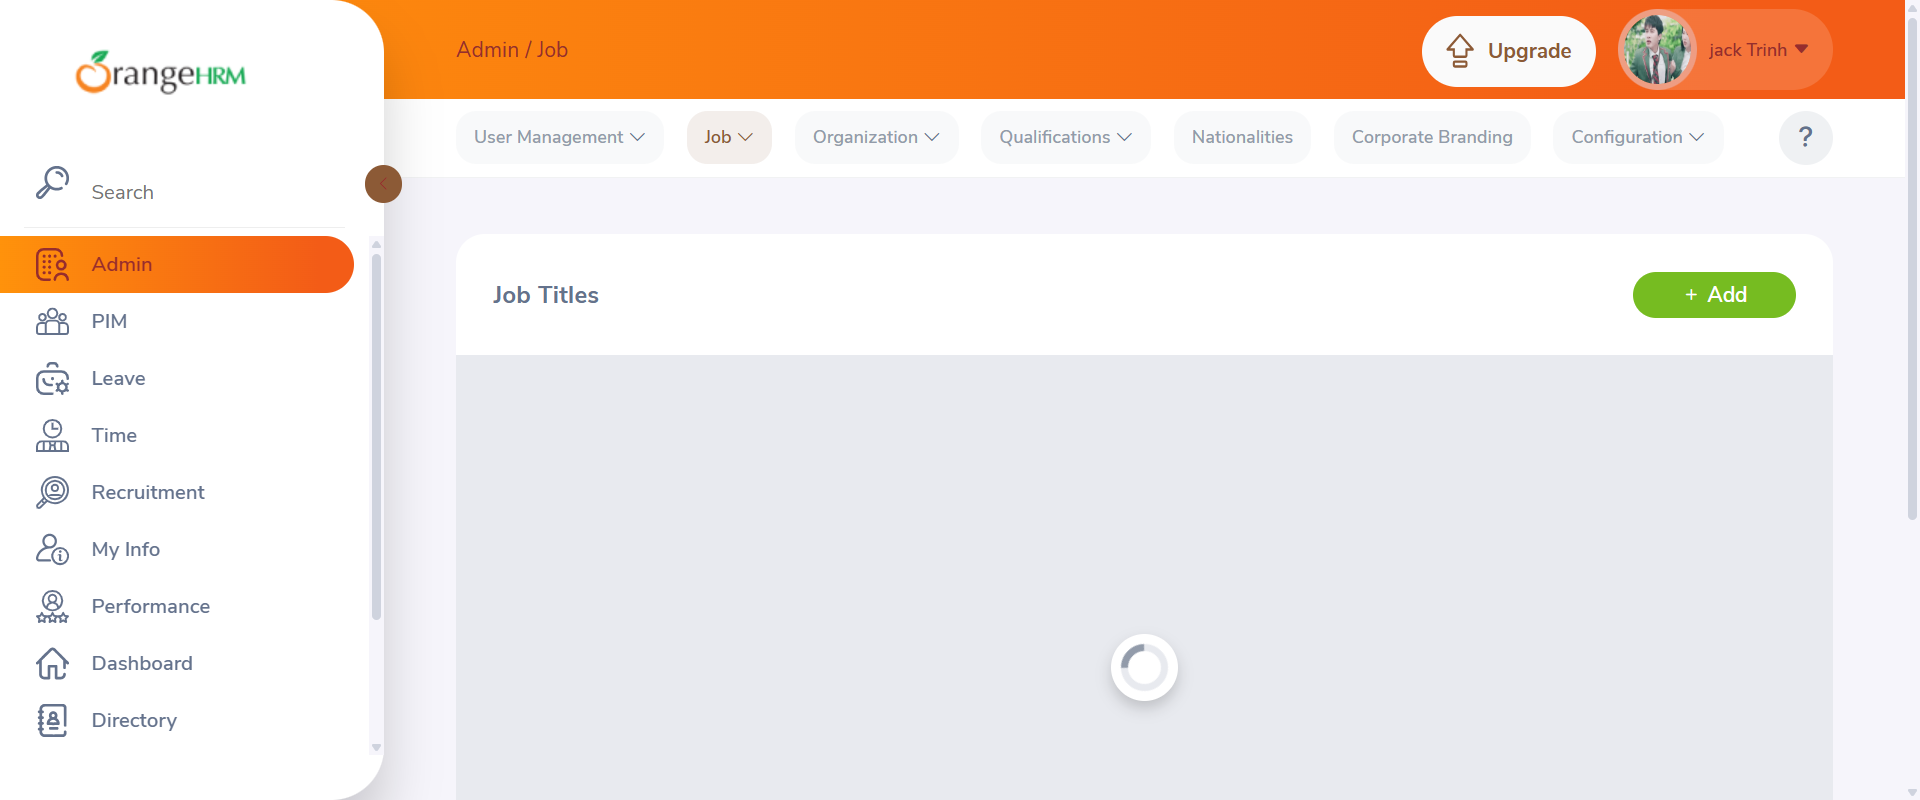 OrangeHRM
Search
Admin
PIM
Leave
Time
Recruitment
My Info
Performance
Dashboard
Directory
Admin / Job
Upgrade
jack Trinh
User Management
Job
Organization
Qualifications
Nationalities
Corporate Branding
Configuration
?
Job Titles
+ Add